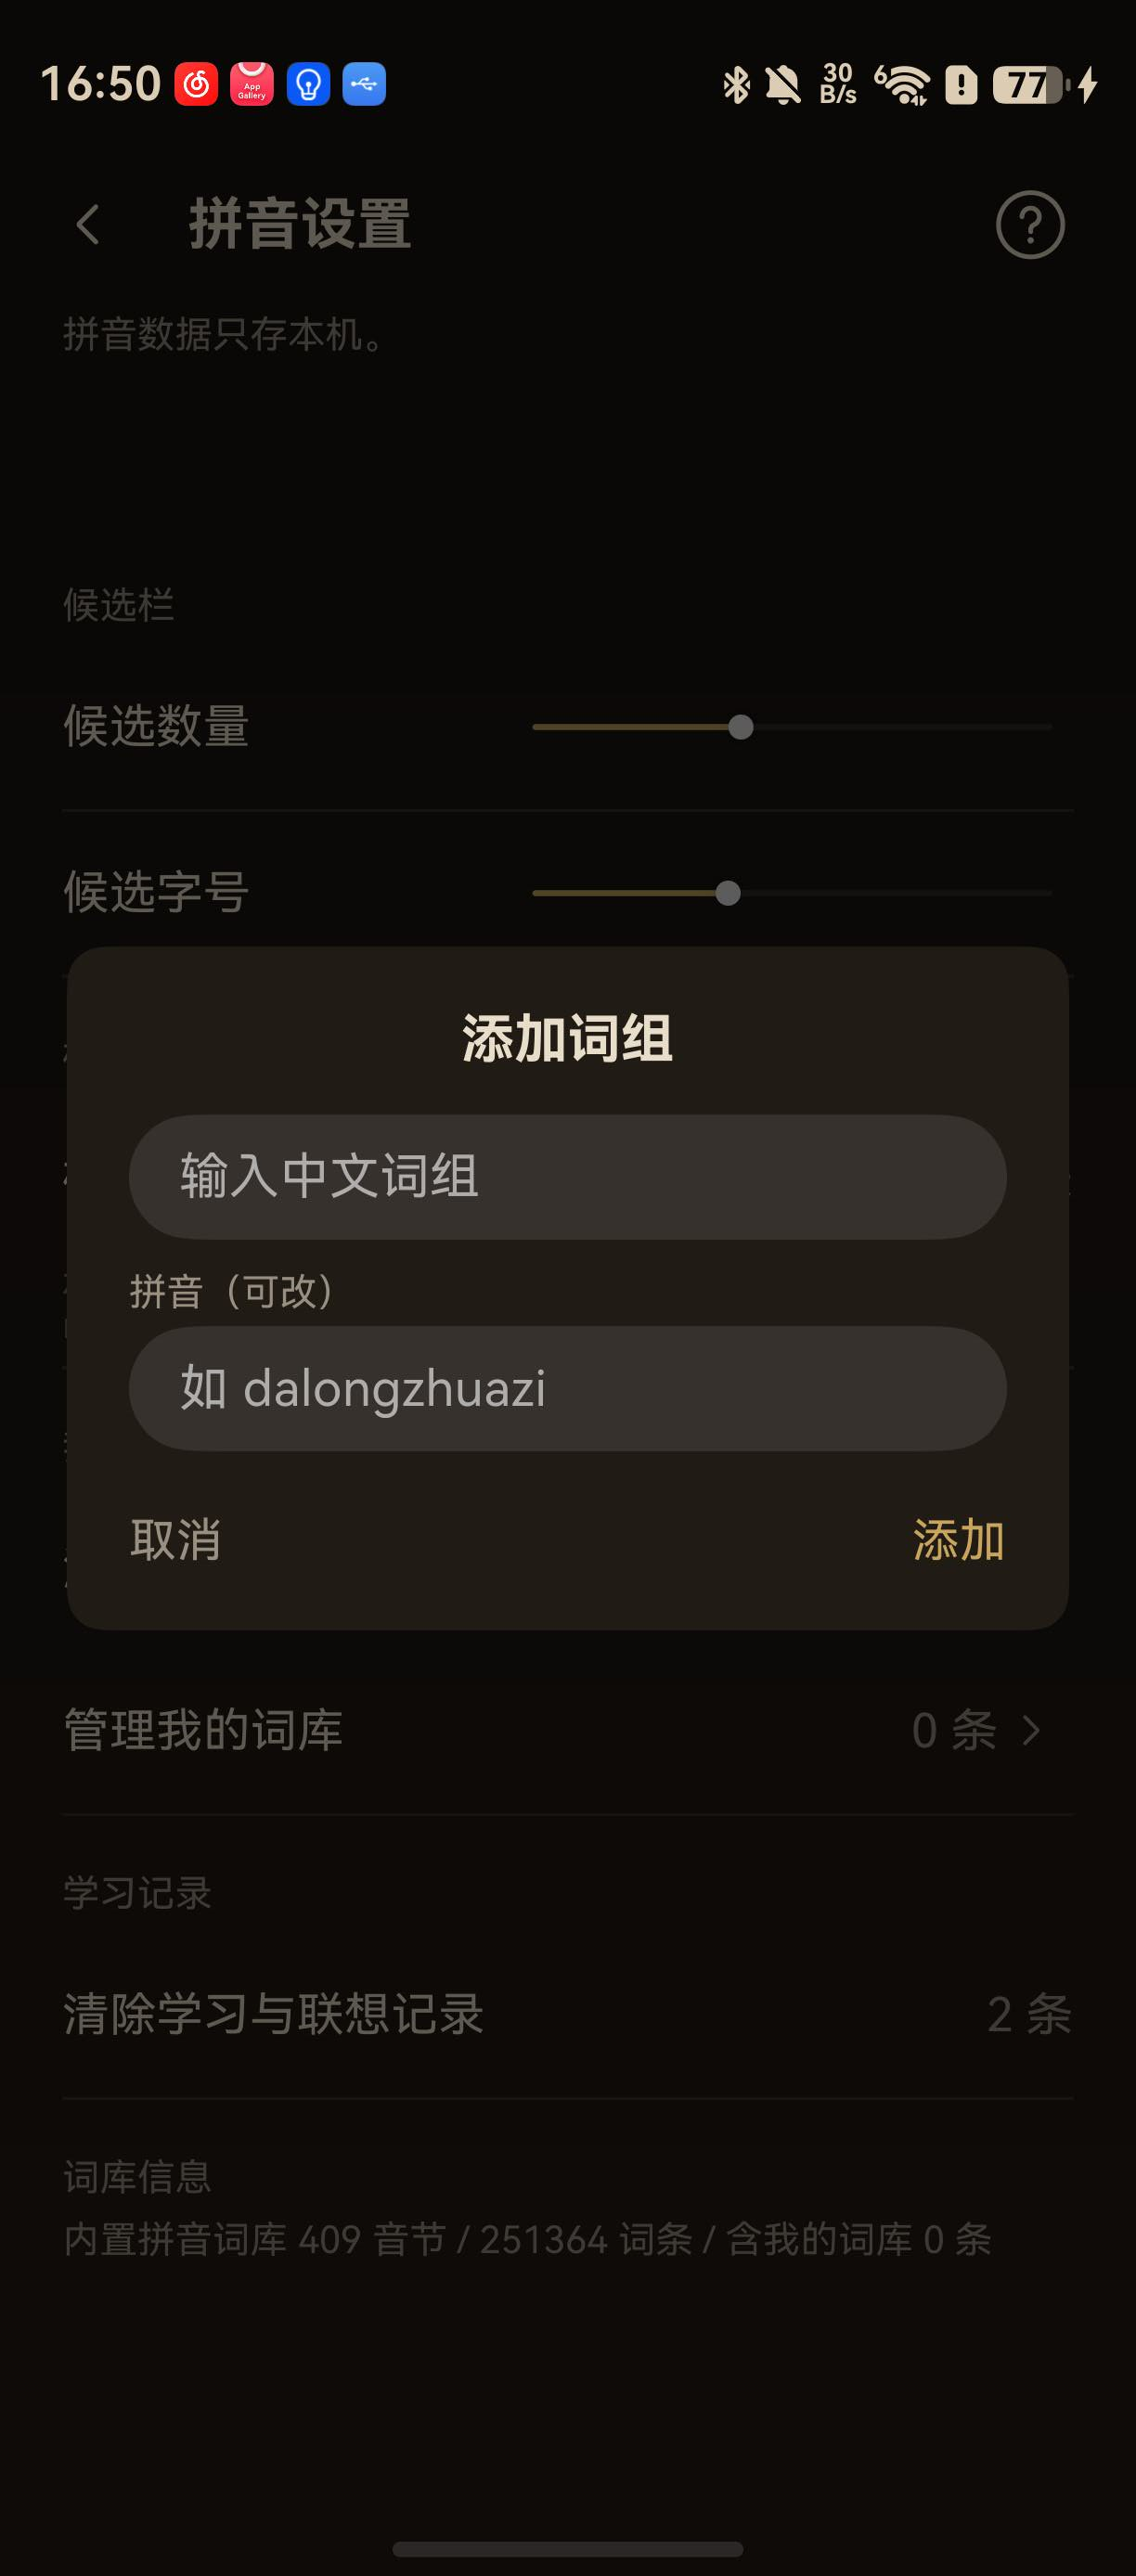 16:50
App
Gallery
30
B/s
6
77
拼音设置
拼音数据只存本机。
候选栏
候选数量
候选字号
添加词组
输入中文词组
拼音（可改）
如 dalongzhuazi
取消
添加
管理我的词库
0 条
学习记录
清除学习与联想记录
2 条
词库信息
内置拼音词库 409 音节 / 251364 词条 / 含我的词库 0 条